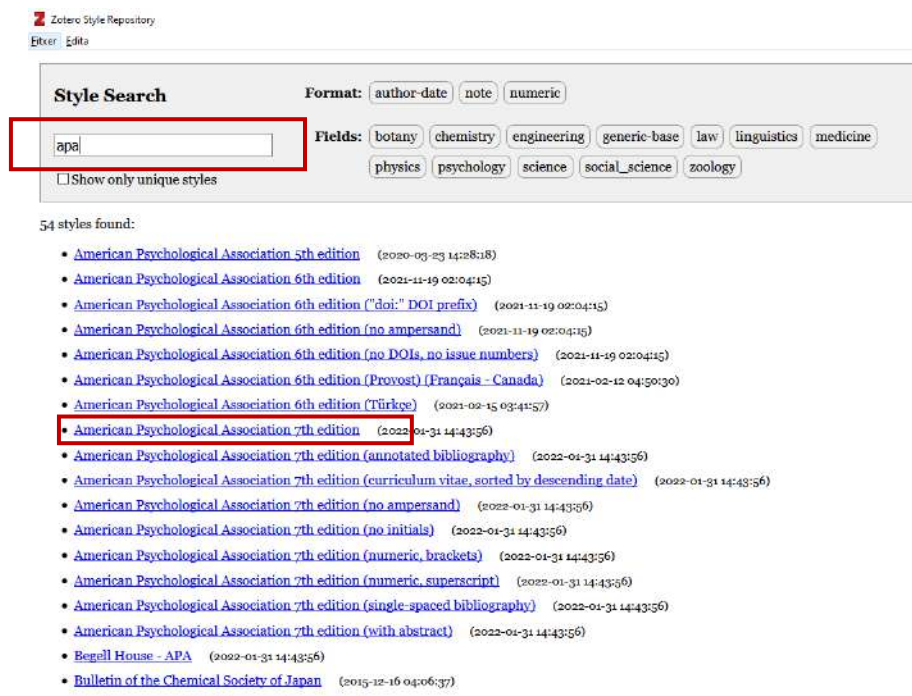 Zotero Style Repository
Fitxer Edita
Style Search
Format: author-date note numeric
apa
Fields: botany chemistry engineering generic-base law linguistics medicine
physics psychology science social_science zoology
Show only unique styles
54 styles found:
• American Psychological Association 5th edition (2020-03-23 14:28:18)
• American Psychological Association 6th edition (2021-11-19 02:04:15)
• American Psychological Association 6th edition ("doi:" DOI prefix) (2021-11-19 02:04:15)
• American Psychological Association 6th edition (no ampersand) (2021-11-19 02:04:15)
• American Psychological Association 6th edition (no DOIs, no issue numbers) (2021-11-19 02:04:15)
• American Psychological Association 6th edition (Provost) (Français - Canada) (2021-02-12 04:50:30)
• American Psychological Association 6th edition (Türkçe) (2021-02-15 03:41:57)
• American Psychological Association 7th edition (2022-01-31 14:43:56)
• American Psychological Association 7th edition (annotated bibliography) (2022-01-31 14:43:56)
• American Psychological Association 7th edition (curriculum vitae, sorted by descending date) (2022-01-31 14:43:56)
• American Psychological Association 7th edition (no ampersand) (2022-01-31 14:43:56)
• American Psychological Association 7th edition (no initials) (2022-01-31 14:43:56)
• American Psychological Association 7th edition (numeric, brackets) (2022-01-31 14:43:56)
• American Psychological Association 7th edition (numeric, superscript) (2022-01-31 14:43:56)
• American Psychological Association 7th edition (single-spaced bibliography) (2022-01-31 14:43:56)
• American Psychological Association 7th edition (with abstract) (2022-01-31 14:43:56)
• Begell House - APA (2022-01-31 14:43:56)
• Bulletin of the Chemical Society of Japan (2015-12-16 04:06:37)